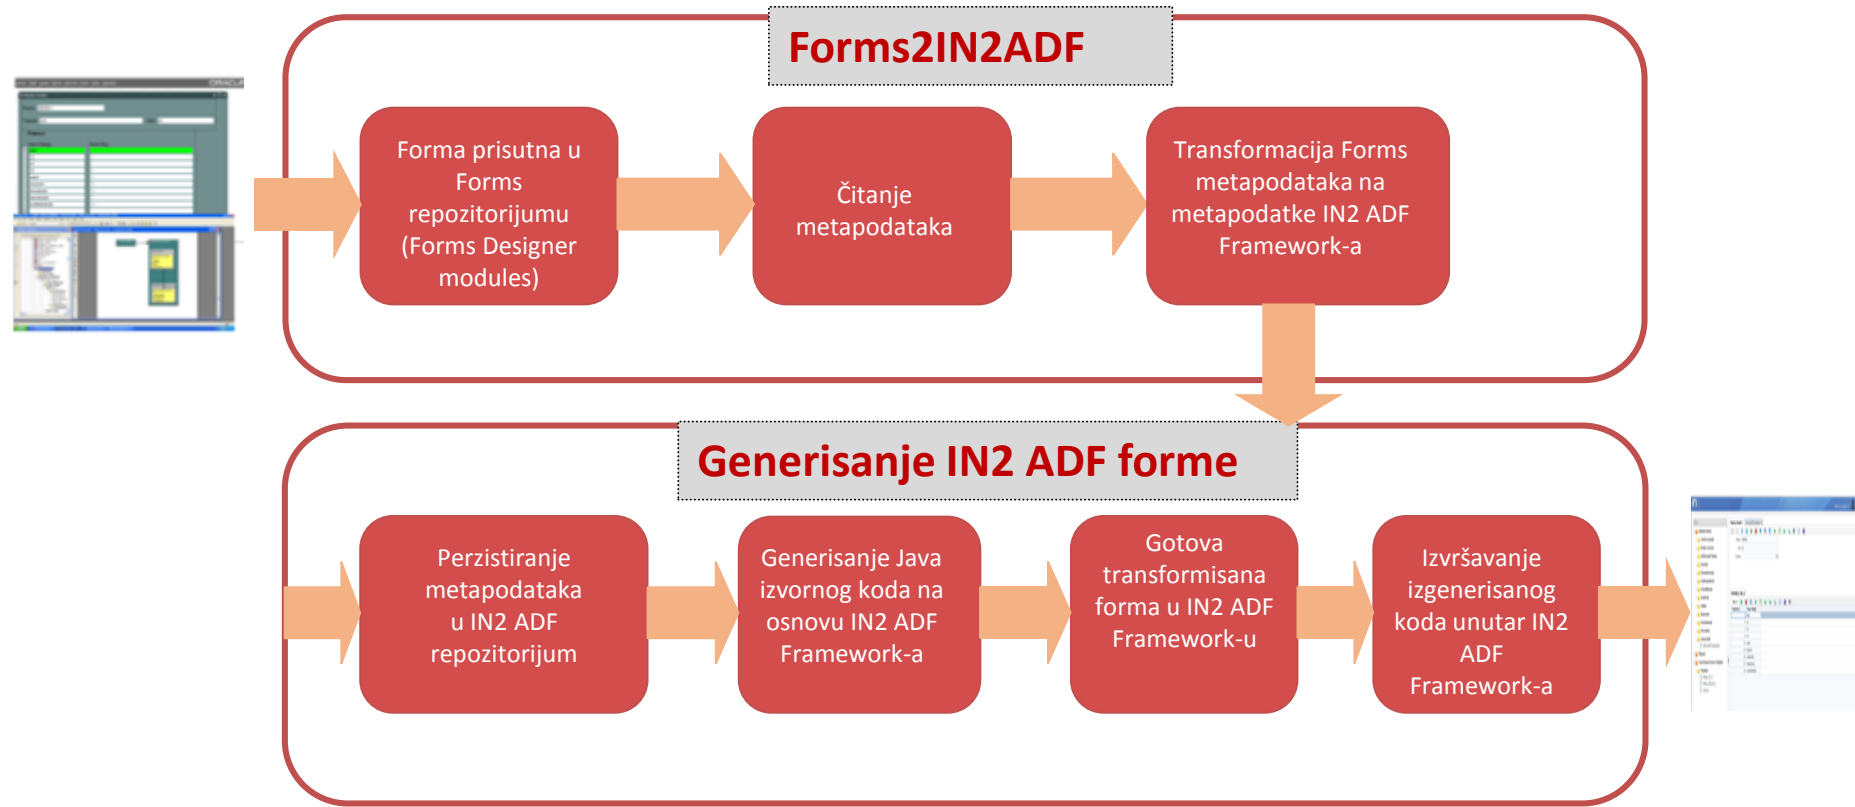 Forms2IN2ADF
Forma prisutna u
Forms
repozitorijumu
(Forms Designer
modules)
Čitanje
metapodataka
Transformacija Forms
metapodataka na
metapodatke IN2 ADF
Framework-a
Generisanje IN2 ADF forme
Perzistiranje
metapodataka
u IN2 ADF
repozitorijum
Generisanje Java
izvornog koda na
osnovu IN2 ADF
Framework-a
Gotova
transformisana
forma u IN2 ADF
Framework-u
Izvršavanje
izgenerisanog
koda unutar IN2
ADF
Framework-a